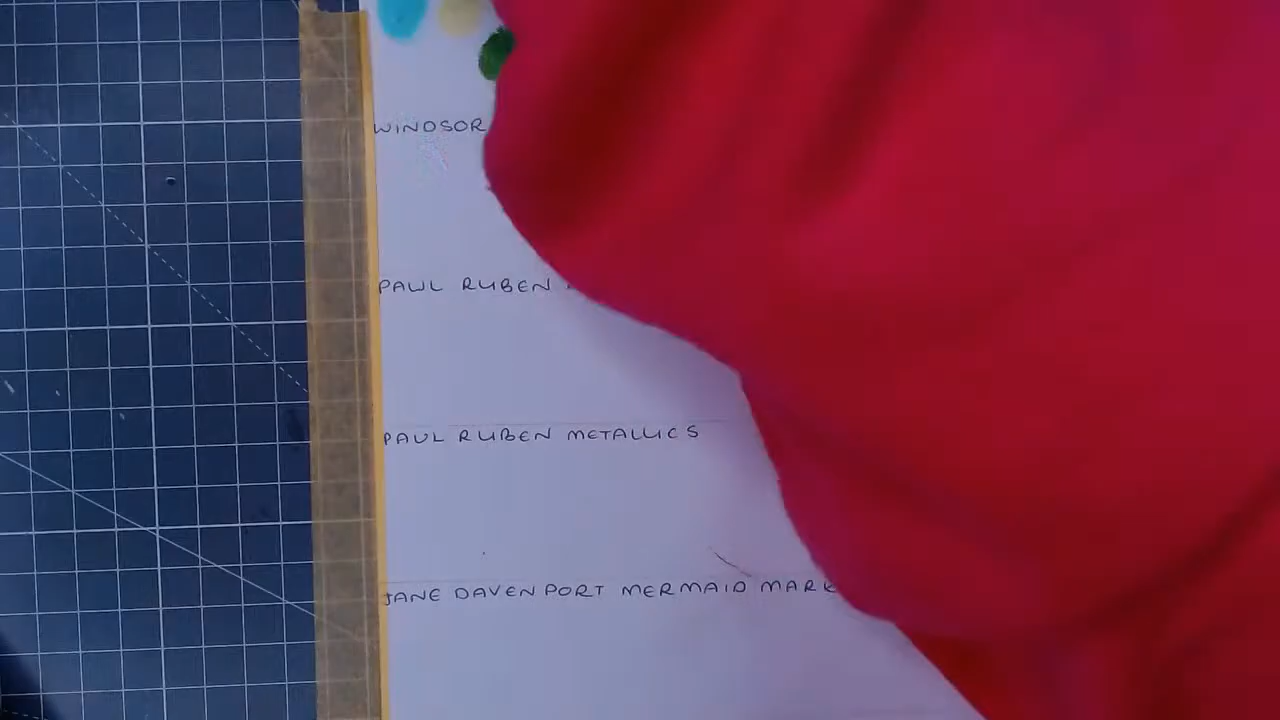 WINDSOR
PAUL RUBEN
PAUL RUBEN METALLICS
JANE DAVENPORT MERMAID MARK